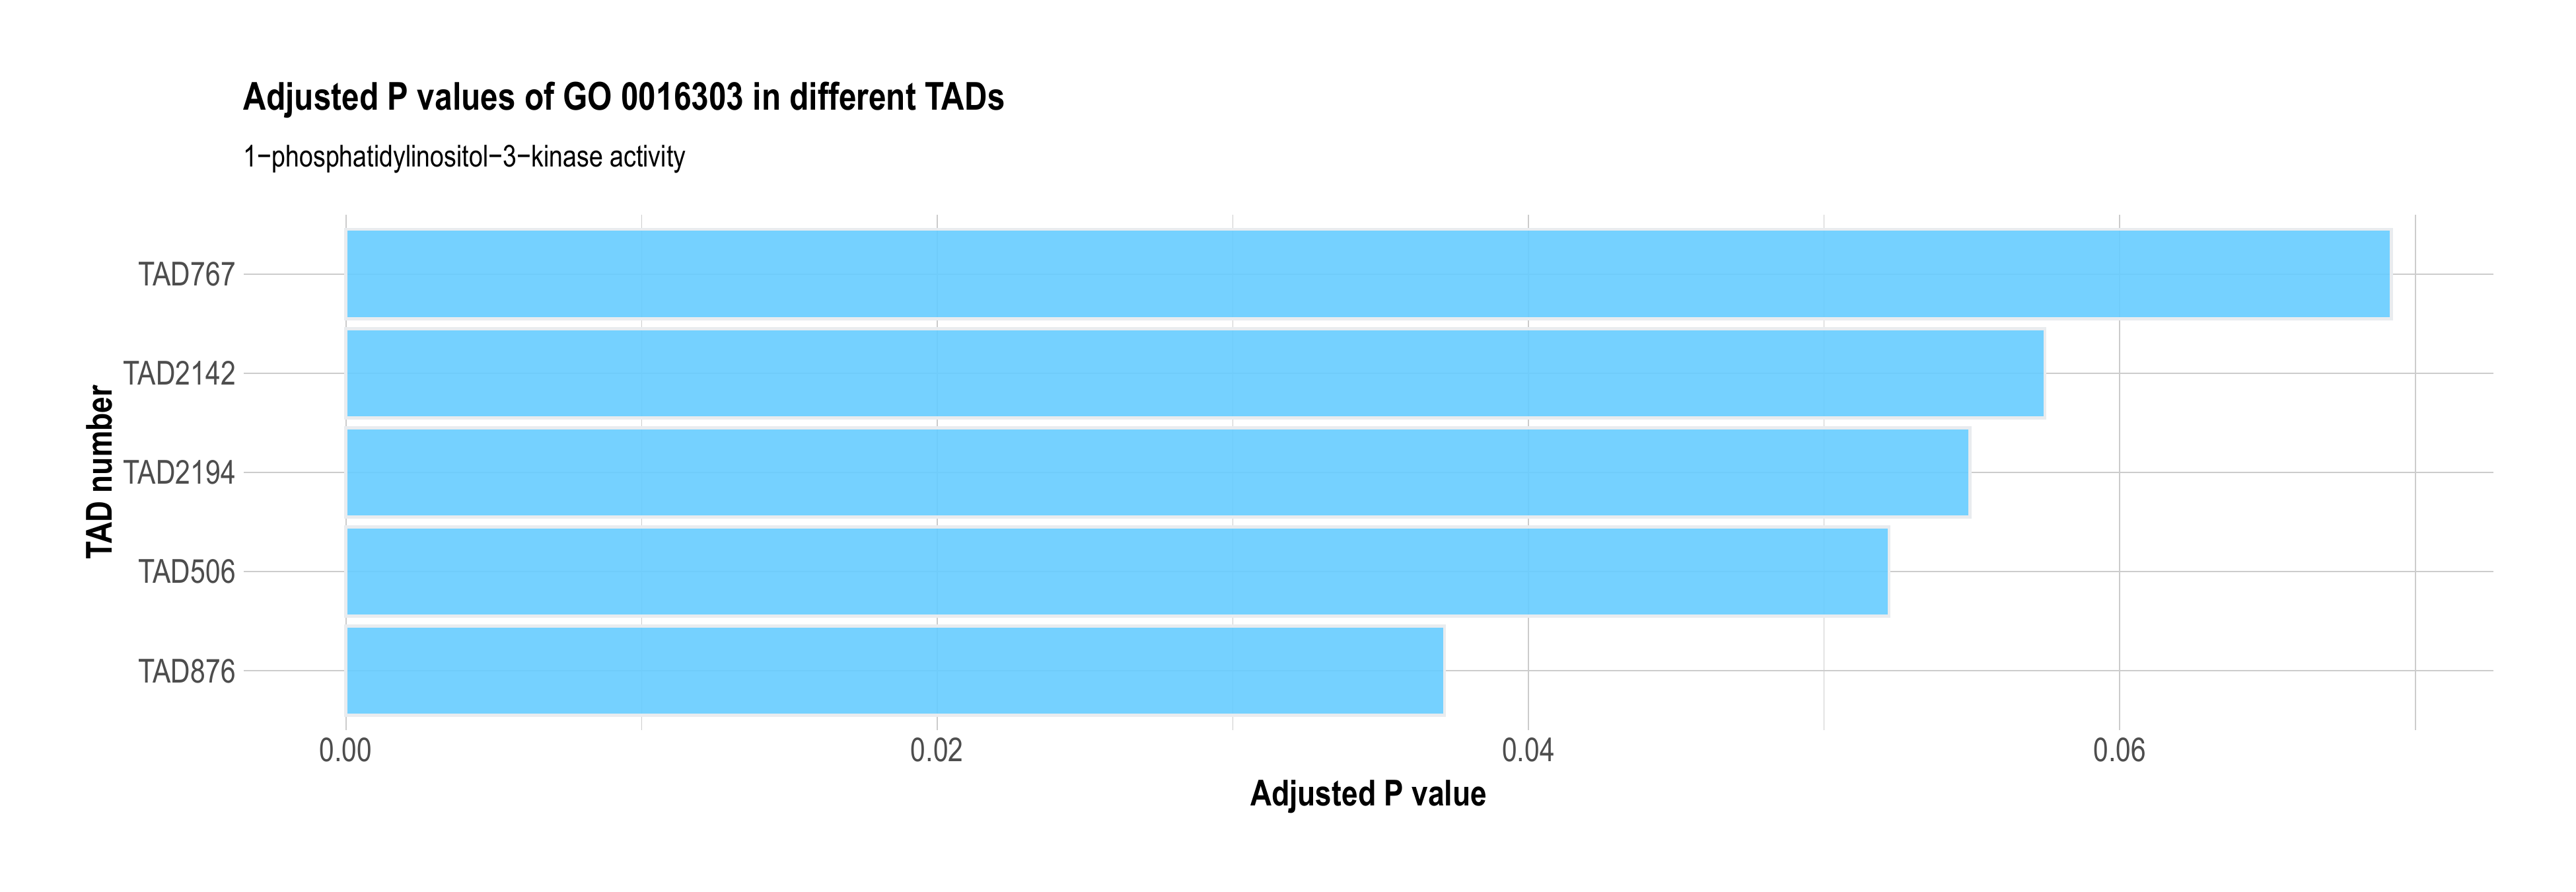 Adjusted P values of GO 0016303 in different TADs
1−phosphatidylinositol−3−kinase activity
TAD number
TAD767
TAD2142
TAD2194
TAD506
TAD876
0.00
0.02
0.04
0.06
Adjusted P value